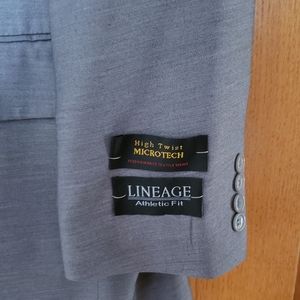 High Twist
MICROTECH
LINEAGE
Athletic Fit